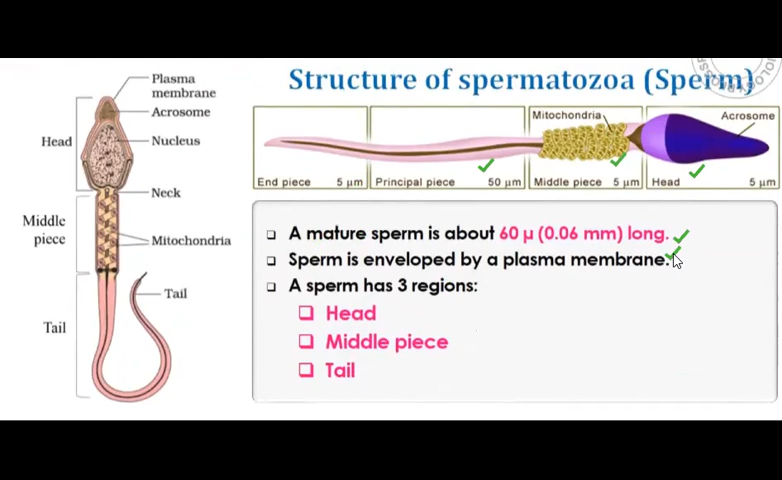 Structure of spermatozoa (Sperm)
Plasma
membrane
Acrosome
Head
Nucleus
Neck
Middle
piece
Mitochondria
Tail
Tail
Mitochondria
Acrosome
End piece 5 µm
Principal piece 50 µm
Middle piece 5 µm
Head 5 µm
A mature sperm is about 60 µ (0.06 mm) long.
Sperm is enveloped by a plasma membrane.
A sperm has 3 regions:
Head
Middle piece
Tail